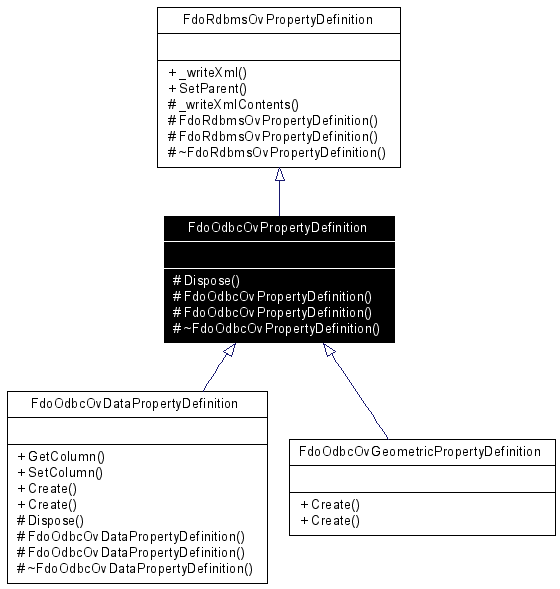 FdoRdbmsOvPropertyDefinition
+ _writeXml()
+ SetParent()
# _writeXmlContents()
# FdoRdbmsOvPropertyDefinition()
# FdoRdbmsOvPropertyDefinition()
# ~FdoRdbmsOvPropertyDefinition()
FdoOdbcOvPropertyDefinition
# Dispose()
# FdoOdbcOvPropertyDefinition()
# FdoOdbcOvPropertyDefinition()
# ~FdoOdbcOvPropertyDefinition()
FdoOdbcOvDataPropertyDefinition
+ GetColumn()
+ SetColumn()
+ Create()
+ Create()
# Dispose()
# FdoOdbcOvDataPropertyDefinition()
# FdoOdbcOvDataPropertyDefinition()
# ~FdoOdbcOvDataPropertyDefinition()
FdoOdbcOvGeometricPropertyDefinition
+ Create()
+ Create()